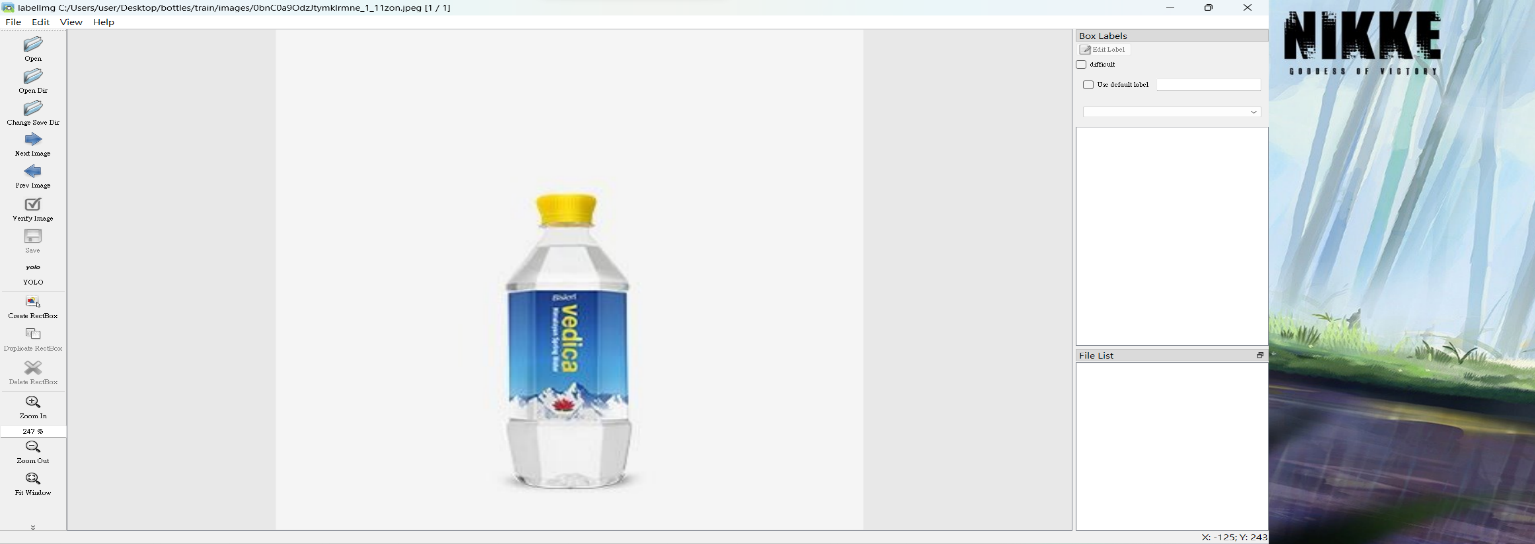 labelImg C:/Users/user/Desktop/bottles/train/images/0bnC0a9OdzJtymkIrmne_1_11zon.jpeg [1 / 1]
File Edit View Help
Open
Open Dir
Change Save Dir
Next Image
Prev Image
Verify Image
Save
yolo
YOLO
Create RectBox
Duplicate RectBox
Delete RectBox
Zoom In
247 %
Zoom Out
Fit Window
Bisleri
vedica
Himalayan Spring Water
Box Labels
Edit Label
difficult
Use default label
File List
X: -125; Y: 243
NIKKE
GODDESS OF VICTORY